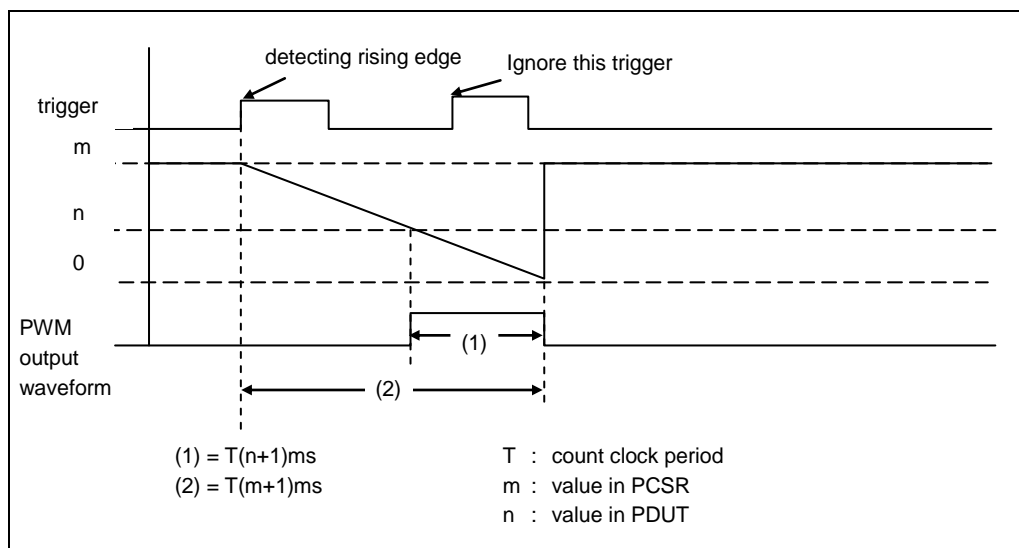 detecting rising edge
Ignore this trigger
trigger
m
n
0
PWM
output
waveform
(1)
(2)
(1) = T(n+1)ms
(2) = T(m+1)ms
T : count clock period
m : value in PCSR
n : value in PDUT